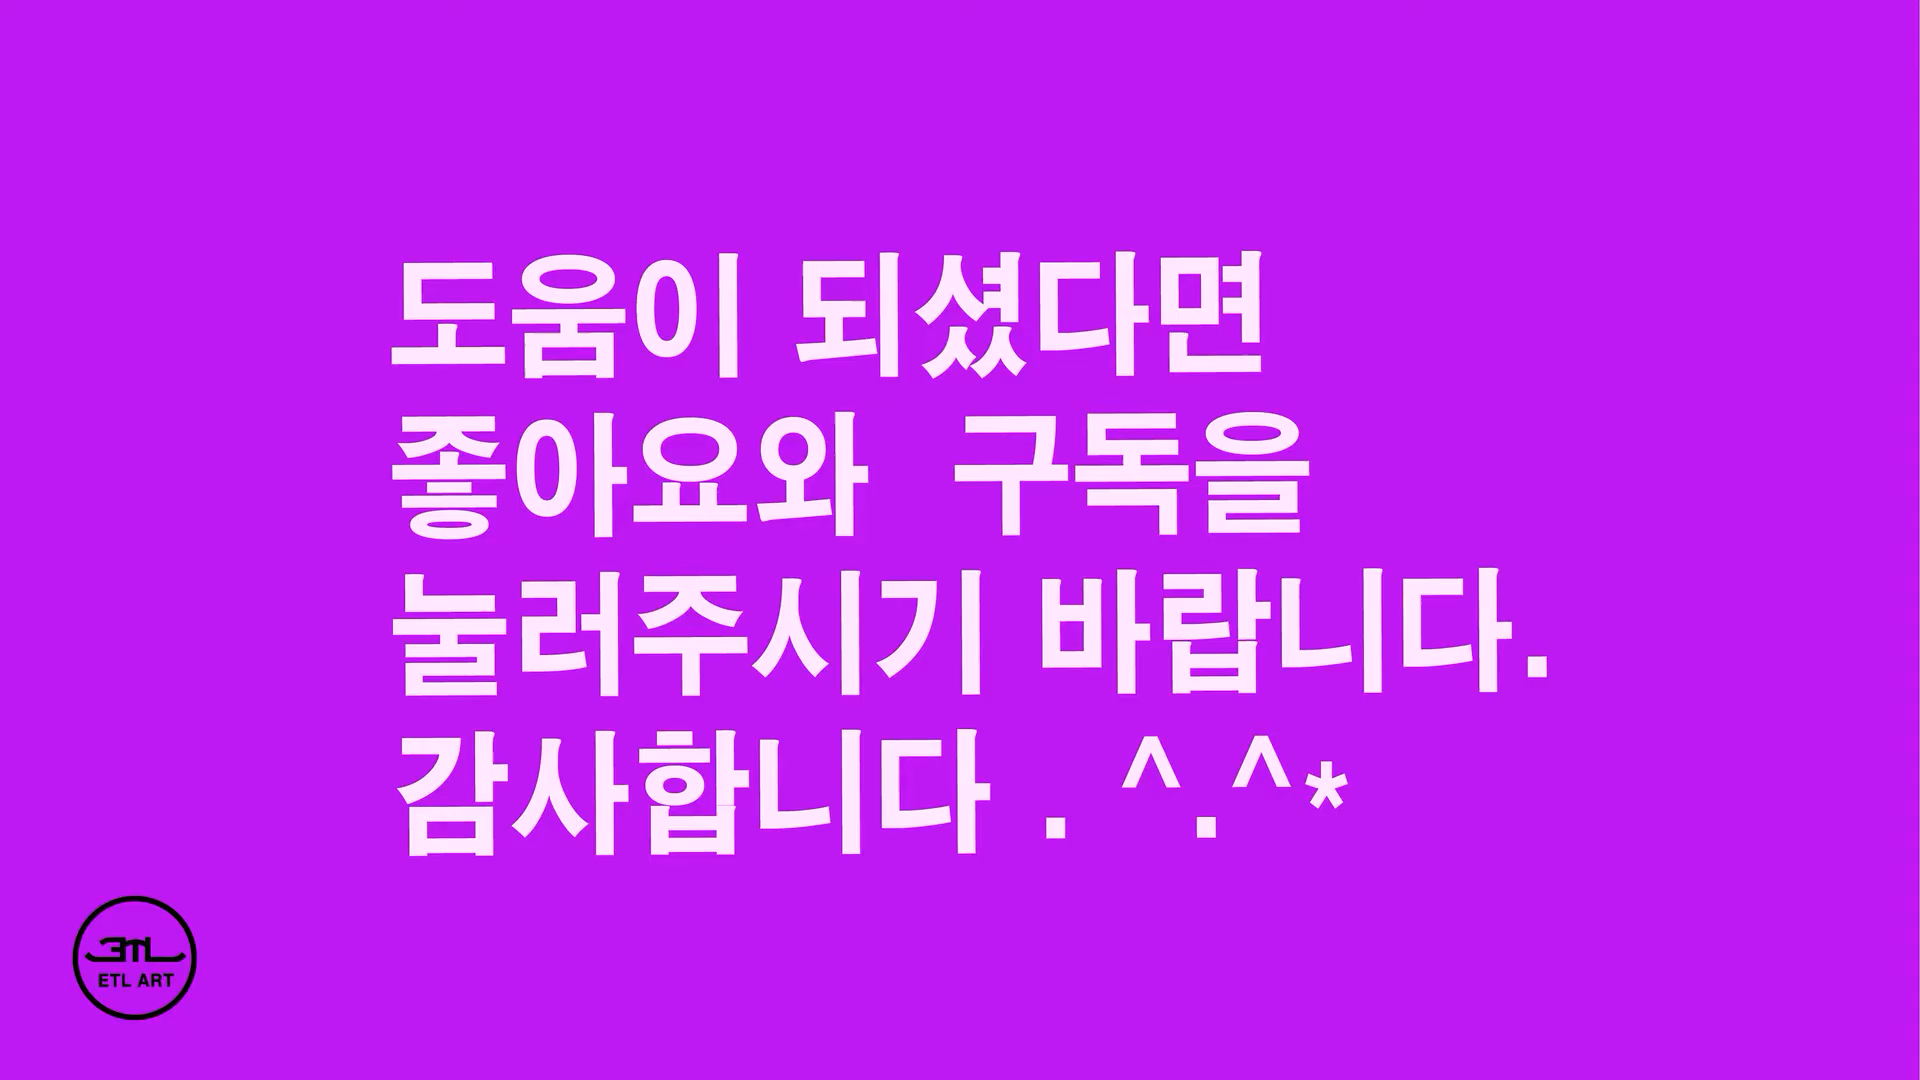 도움이 되셨다면
좋아요와 구독을
눌러주시기 바랍니다.
감사합니다 . ^.^*
ETL
ETL ART